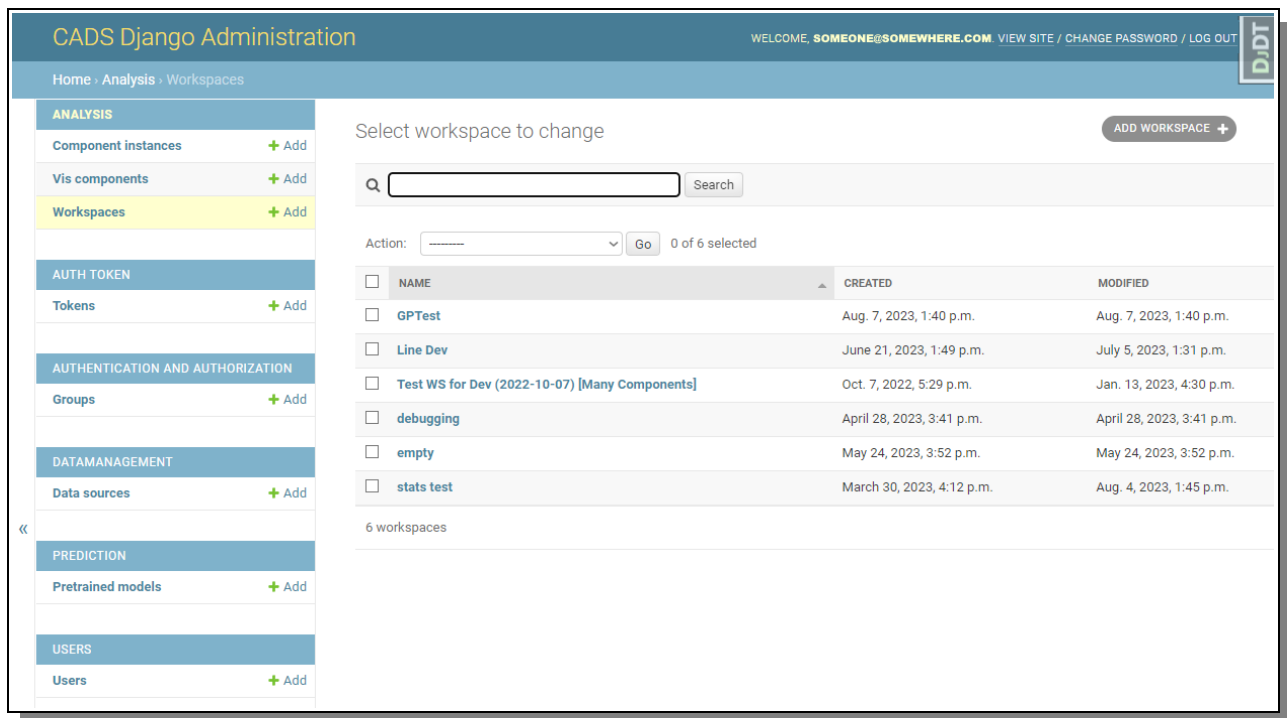 CADS Django Administration
WELCOME, SOMEONE@SOMEWHERE.COM. VIEW SITE / CHANGE PASSWORD / LOG OUT
DJDT
Home › Analysis › Workspaces
ANALYSIS
Component instances + Add
Vis components + Add
Workspaces + Add
AUTH TOKEN
Tokens + Add
AUTHENTICATION AND AUTHORIZATION
Groups + Add
DATAMANAGEMENT
Data sources + Add
«
PREDICTION
Pretrained models + Add
USERS
Users + Add
Select workspace to change
ADD WORKSPACE +
Search
Action: --------- Go 0 of 6 selected
NAME CREATED MODIFIED
GPTest Aug. 7, 2023, 1:40 p.m. Aug. 7, 2023, 1:40 p.m.
Line Dev June 21, 2023, 1:49 p.m. July 5, 2023, 1:31 p.m.
Test WS for Dev (2022-10-07) [Many Components] Oct. 7, 2022, 5:29 p.m. Jan. 13, 2023, 4:30 p.m.
debugging April 28, 2023, 3:41 p.m. April 28, 2023, 3:41 p.m.
empty May 24, 2023, 3:52 p.m. May 24, 2023, 3:52 p.m.
stats test March 30, 2023, 4:12 p.m. Aug. 4, 2023, 1:45 p.m.
6 workspaces